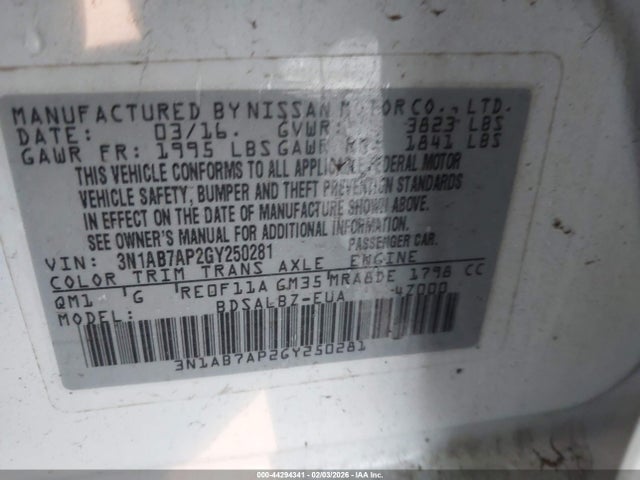 MANUFACTURED BY NISSAN MOTOR CO., LTD.
DATE: 03/16. GVWR: 3823 LBS
GAWR FR: 1995 LBS GAWR RR: 1841 LBS
THIS VEHICLE CONFORMS TO ALL APPLICABLE FEDERAL MOTOR
VEHICLE SAFETY, BUMPER AND THEFT PREVENTION STANDARDS
IN EFFECT ON THE DATE OF MANUFACTURE SHOWN ABOVE.
SEE OWNER'S MANUAL FOR ADDITIONAL INFORMATION.
VIN: 3N1AB7AP2GY250281 PASSENGER CAR.
COLOR TRIM TRANS AXLE ENGINE
QM1 G RE0F11A GM35 MRA8DE 1798 CC
MODEL: BDSALBZ-EUA -47000
3N1AB7AP2GY250281
000-44294341 - 02/03/2026 - IAA Inc.